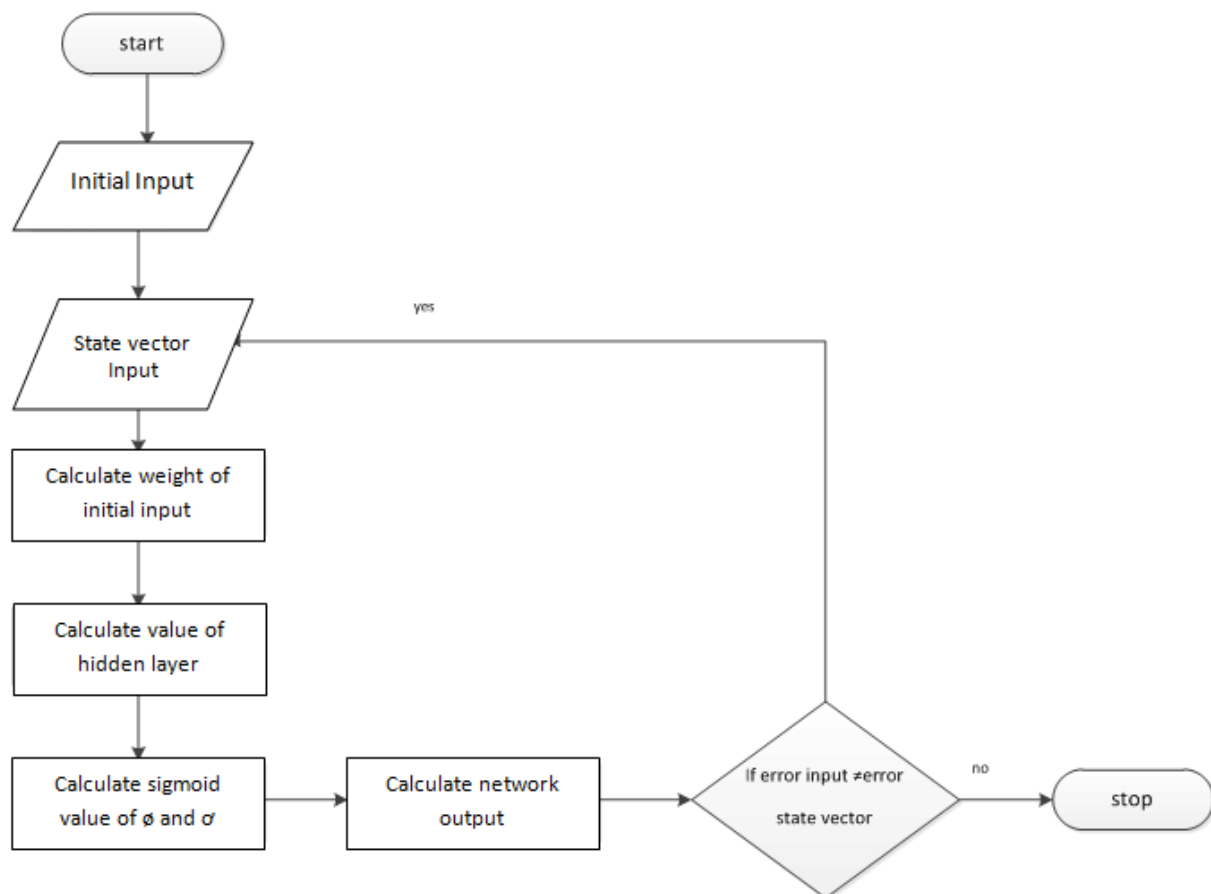 start
Initial Input
State vector
Input
yes
Calculate weight of
initial input
Calculate value of
hidden layer
Calculate sigmoid
value of ø and σ
Calculate network
output
If error input ≠error
state vector
no
stop